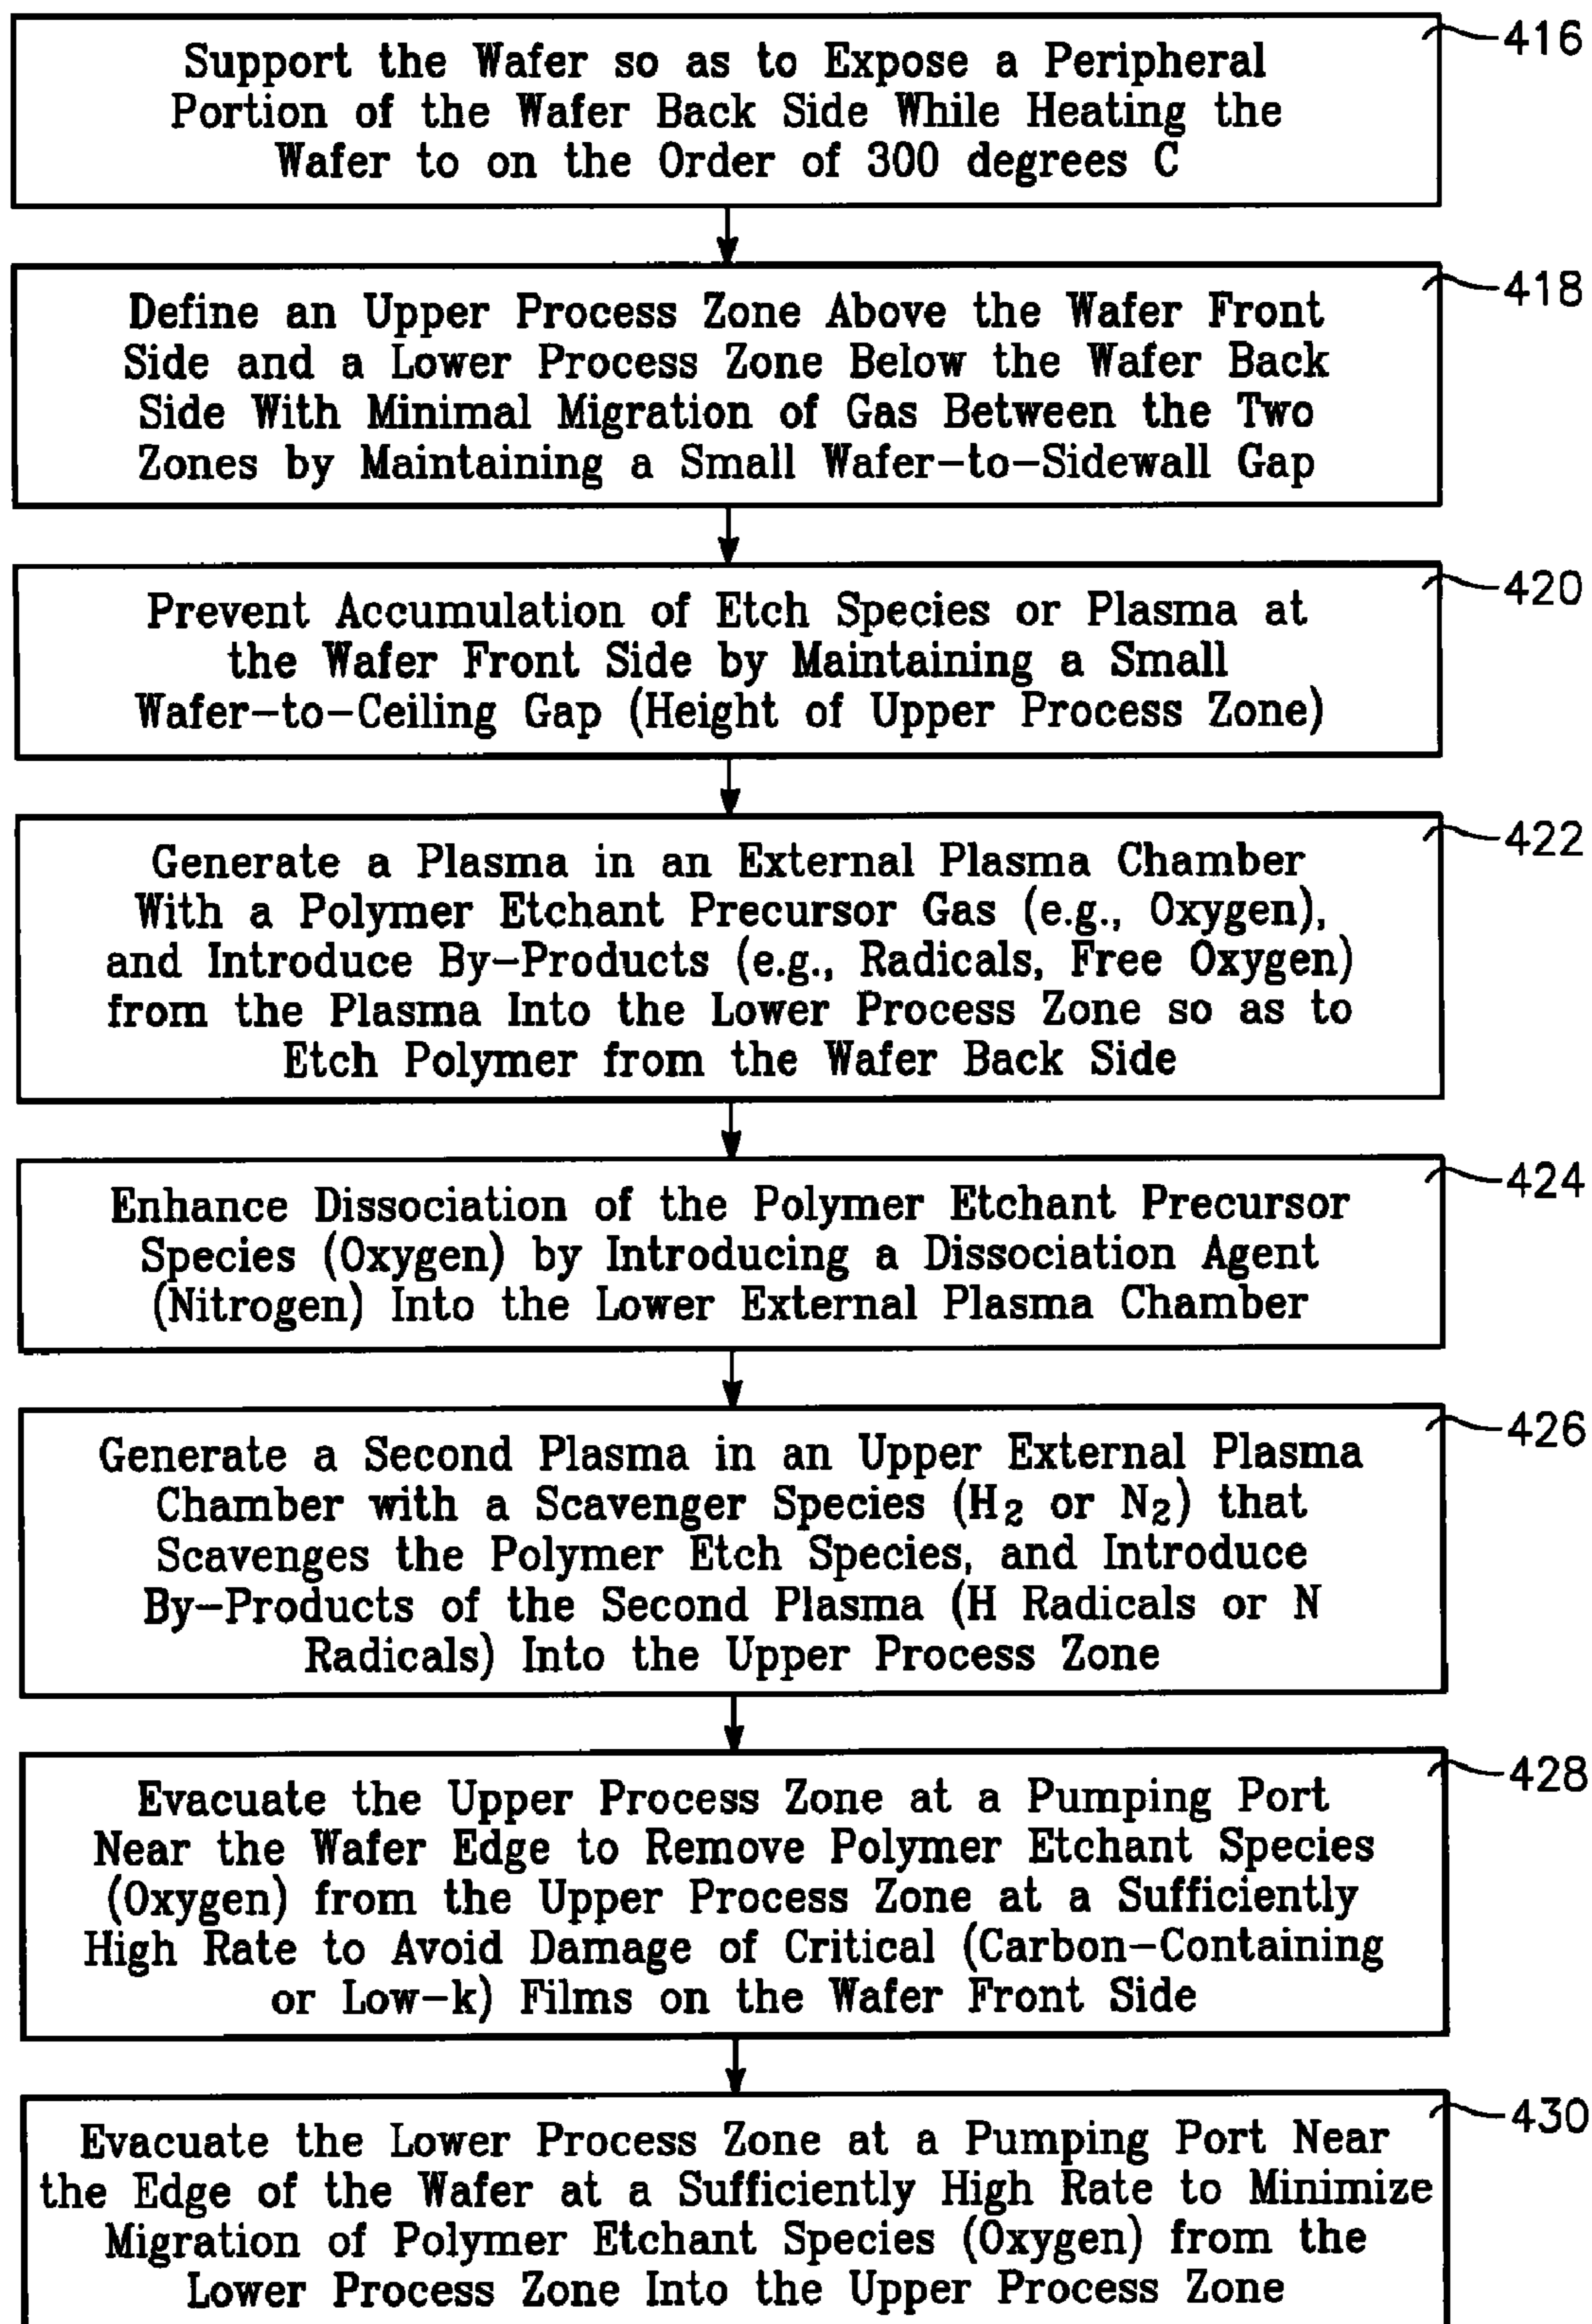 416
Support the Wafer so as to Expose a Peripheral
Portion of the Wafer Back Side While Heating the
Wafer to on the Order of 300 degrees C
418
Define an Upper Process Zone Above the Wafer Front
Side and a Lower Process Zone Below the Wafer Back
Side With Minimal Migration of Gas Between the Two
Zones by Maintaining a Small Wafer-to-Sidewall Gap
420
Prevent Accumulation of Etch Species or Plasma at
the Wafer Front Side by Maintaining a Small
Wafer-to-Ceiling Gap (Height of Upper Process Zone)
422
Generate a Plasma in an External Plasma Chamber
With a Polymer Etchant Precursor Gas (e.g., Oxygen),
and Introduce By-Products (e.g., Radicals, Free Oxygen)
from the Plasma Into the Lower Process Zone so as to
Etch Polymer from the Wafer Back Side
424
Enhance Dissociation of the Polymer Etchant Precursor
Species (Oxygen) by Introducing a Dissociation Agent
(Nitrogen) Into the Lower External Plasma Chamber
426
Generate a Second Plasma in an Upper External Plasma
Chamber with a Scavenger Species (H₂ or N₂) that
Scavenges the Polymer Etch Species, and Introduce
By-Products of the Second Plasma (H Radicals or N
Radicals) Into the Upper Process Zone
428
Evacuate the Upper Process Zone at a Pumping Port
Near the Wafer Edge to Remove Polymer Etchant Species
(Oxygen) from the Upper Process Zone at a Sufficiently
High Rate to Avoid Damage of Critical (Carbon-Containing
or Low-k) Films on the Wafer Front Side
430
Evacuate the Lower Process Zone at a Pumping Port Near
the Edge of the Wafer at a Sufficiently High Rate to Minimize
Migration of Polymer Etchant Species (Oxygen) from the
Lower Process Zone Into the Upper Process Zone